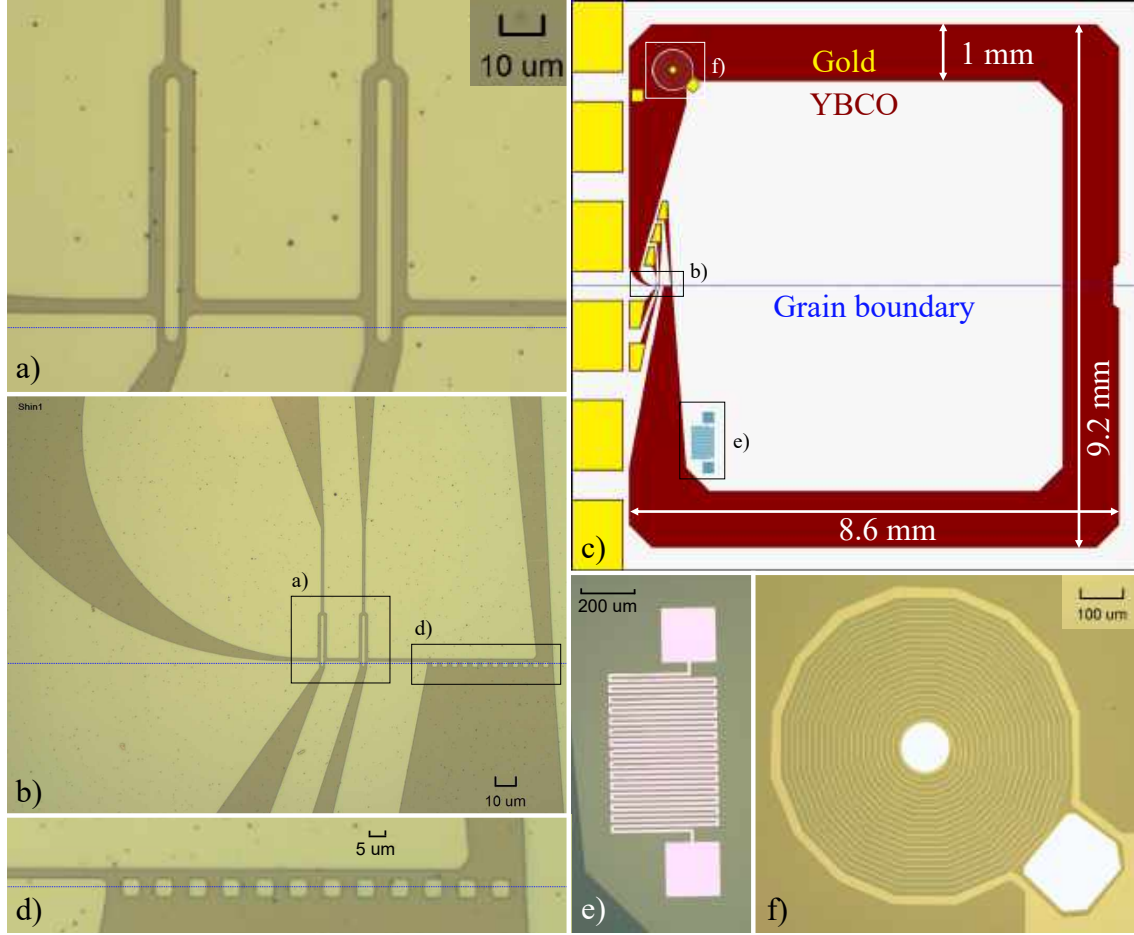 10 um
a)
Shin1
a)
d)
10 um
b)
5 um
d)
f)
Gold
YBCO
1 mm
b)
Grain boundary
e)
9.2 mm
8.6 mm
c)
200 um
e)
100 um
f)